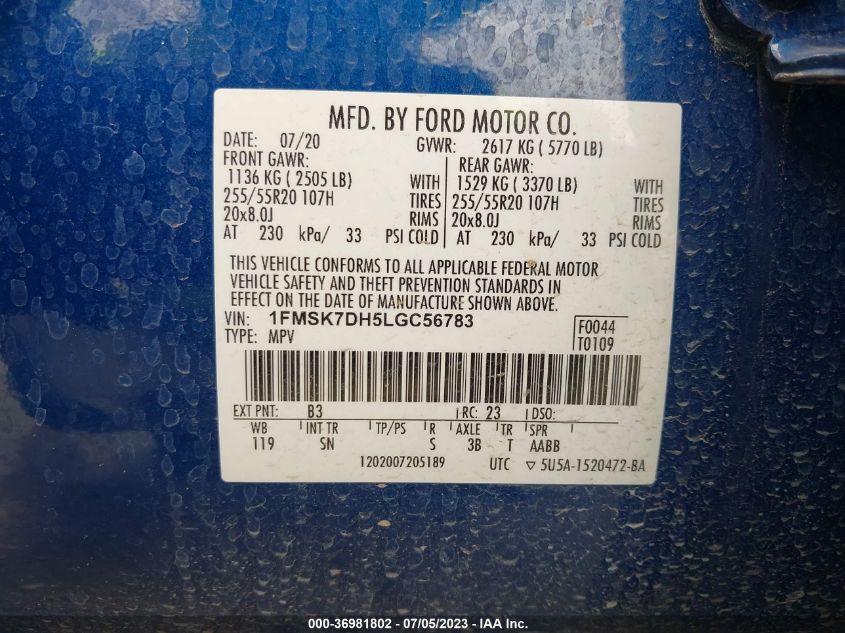 MFD. BY FORD MOTOR CO.
DATE: 07/20 GVWR: 2617 KG ( 5770 LB)
FRONT GAWR: REAR GAWR:
1136 KG ( 2505 LB) WITH 1529 KG ( 3370 LB) WITH
255/55R20 107H TIRES 255/55R20 107H TIRES
20x8.0J RIMS 20x8.0J RIMS
AT 230 kPa/ 33 PSI COLD AT 230 kPa/ 33 PSI COLD
THIS VEHICLE CONFORMS TO ALL APPLICABLE FEDERAL MOTOR
VEHICLE SAFETY AND THEFT PREVENTION STANDARDS IN
EFFECT ON THE DATE OF MANUFACTURE SHOWN ABOVE.
VIN: 1FMSK7DH5LGC56783 F0044
TYPE: MPV T0109
EXT PNT: B3 RC: 23 DSO:
WB INT TR TP/PS R AXLE TR SPR
119 SN S 3B T AABB
1202007205189 UTC ▽ 5U5A-1520472-BA
000-36981802 - 07/05/2023 - IAA Inc.